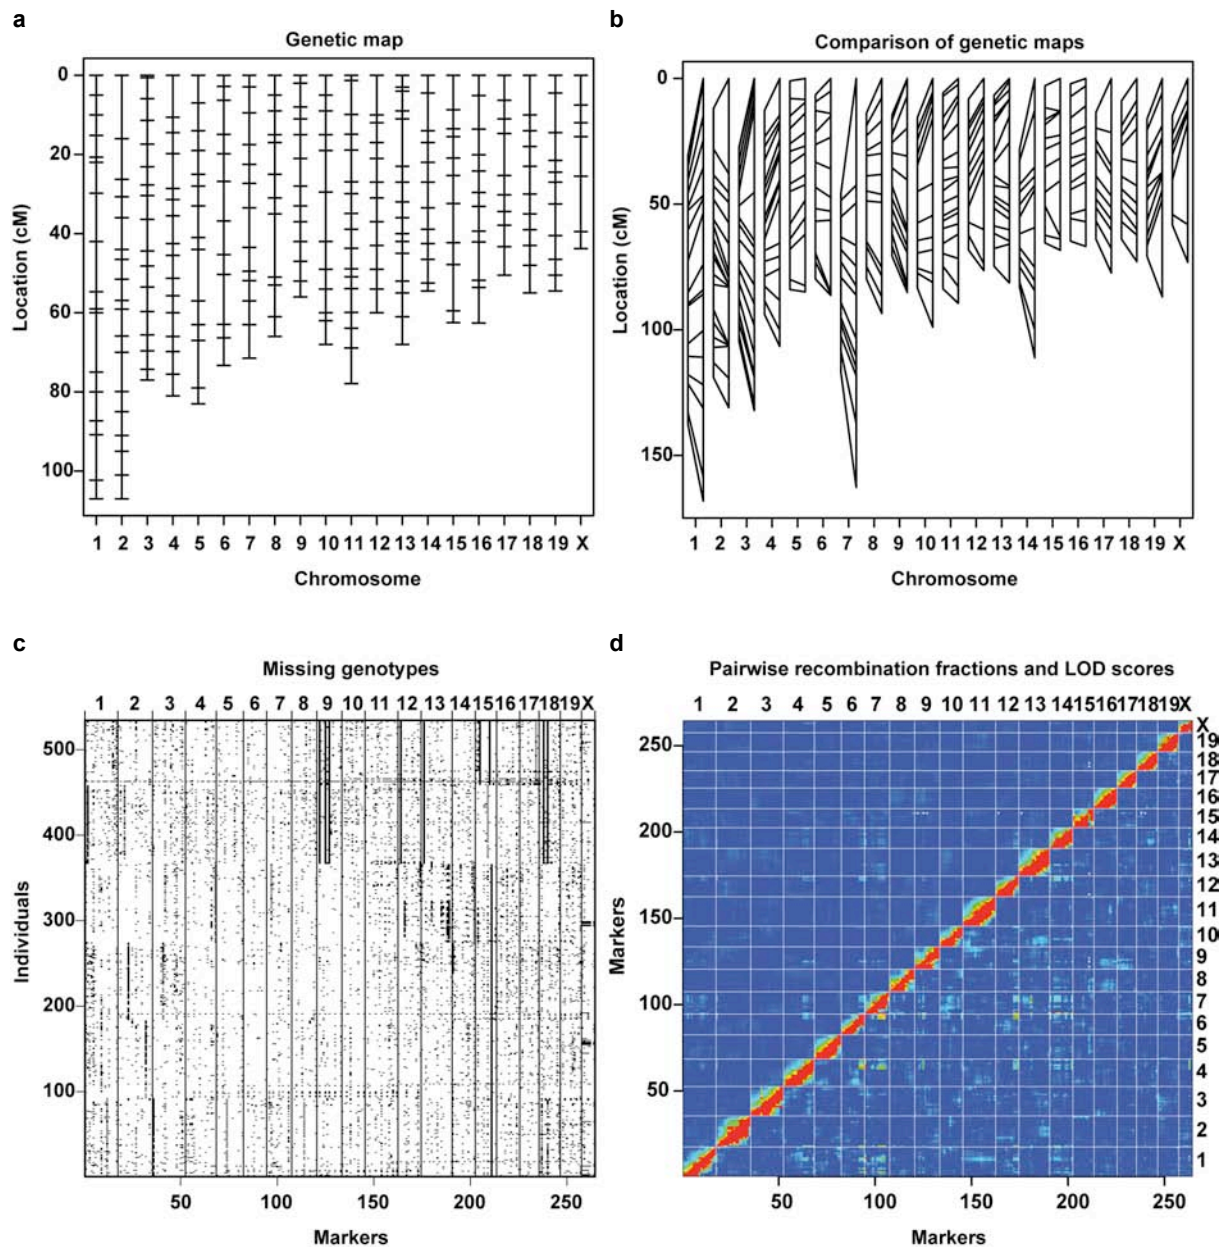 a
Genetic map
0
20
40
60
80
100
Location (cM)
1 2 3 4 5 6 7 8 9 10 11 12 13 14 15 16 17 18 19 X
Chromosome
b
Comparison of genetic maps
0
50
100
150
Location (cM)
1 2 3 4 5 6 7 8 9 10 11 12 13 14 15 16 17 18 19 X
Chromosome
c
Missing genotypes
1 2 3 4 5 6 7 8 9 10 11 12 13 14 15 16 17 18 19 X
500
400
300
200
100
Individuals
50 100 150 200 250
Markers
d
Pairwise recombination fractions and LOD scores
1 2 3 4 5 6 7 8 9 10 11 12 13 14 15 16 17 18 19 X
250
200
150
100
50
Markers
X
19
18
17
16
15
14
13
12
11
10
9
8
7
6
5
4
3
2
1
50 100 150 200 250
Markers